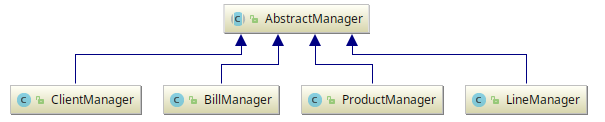 C AbstractManager
C ClientManager
C BillManager
C ProductManager
C LineManager